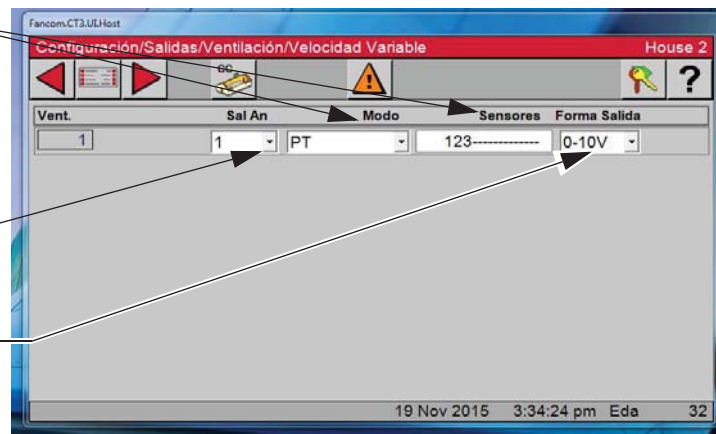 Fancom.CT3.UI.Host
Configuración/Salidas/Ventilación/Velocidad Variable House 2
?
Vent. Sal An Modo Sensores Forma Salida
1 1 PT 123------------- 0-10V
19 Nov 2015 3:34:24 pm Eda 32